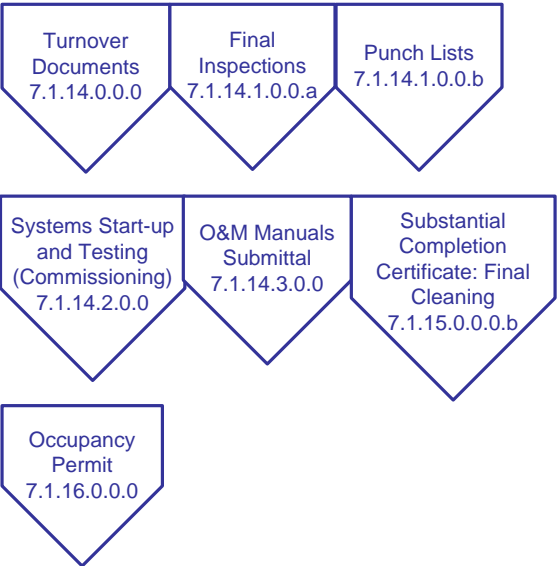 Turnover
Documents
7.1.14.0.0.0
Final
Inspections
7.1.14.1.0.0.a
Punch Lists
7.1.14.1.0.0.b
Systems Start-up
and Testing
(Commissioning)
7.1.14.2.0.0
O&M Manuals
Submittal
7.1.14.3.0.0
Substantial
Completion
Certificate: Final
Cleaning
7.1.15.0.0.0.b
Occupancy
Permit
7.1.16.0.0.0